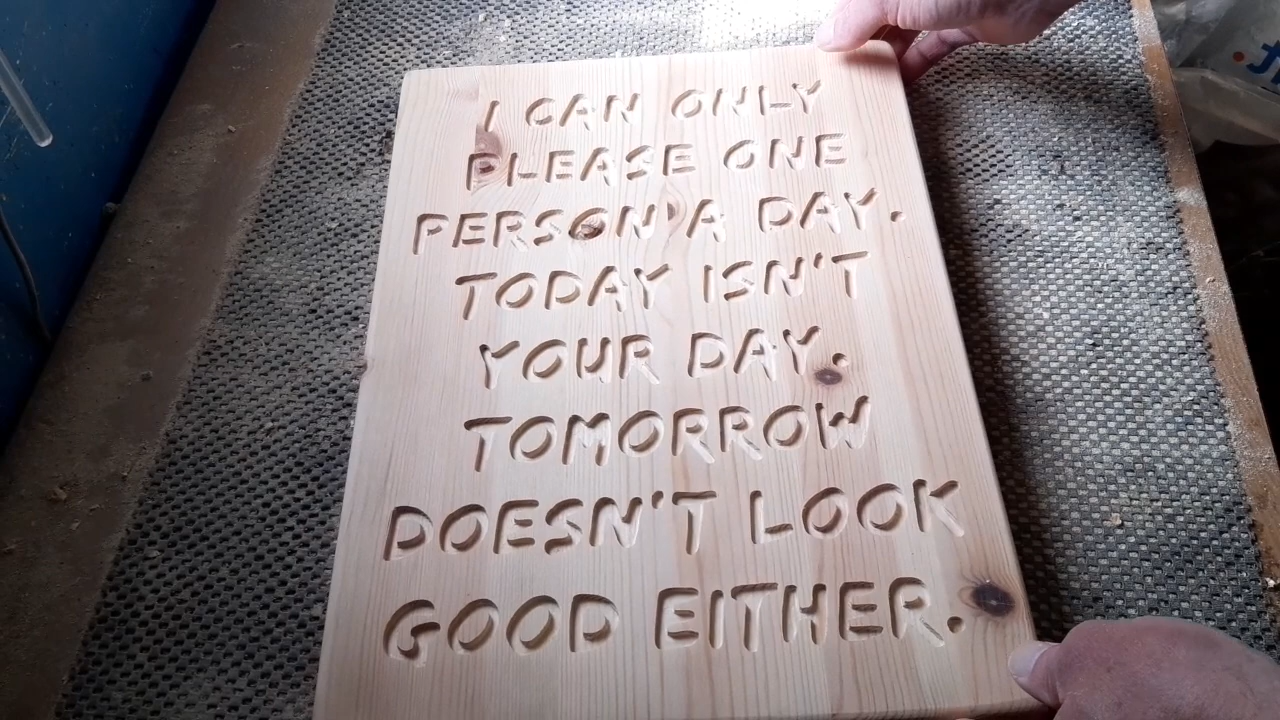 I CAN ONLY
PLEASE ONE
PERSON A DAY.
TODAY ISN'T
YOUR DAY.
TOMORROW
DOESN'T LOOK
GOOD EITHER.